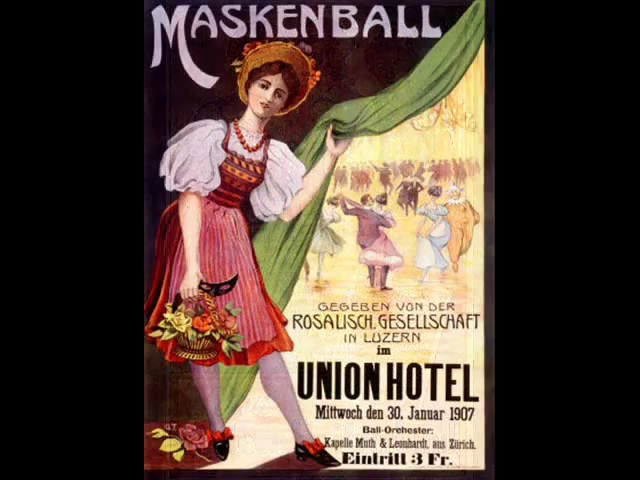 MASKENBALL
GEGEBEN VON DER
ROSALISCH. GESELLSCHAFT
IN LUZERN
im
UNION HOTEL
Mittwoch den 30. Januar 1907
Ball-Orchester:
Kapelle Muth & Leonhardt, aus Zürich.
Eintritt 3 Fr.